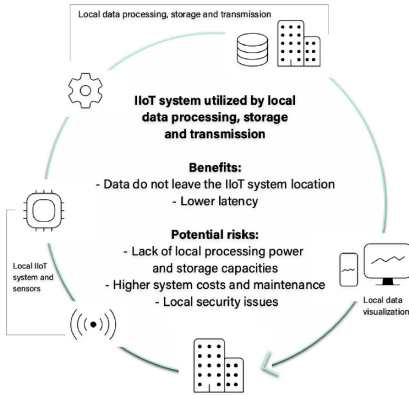 Local data processing, storage and transmission
IIoT system utilized by local
data processing, storage
and transmission
Benefits:
- Data do not leave the IIoT system location
- Lower latency
Potential risks:
- Lack of local processing power
and storage capacities
- Higher system costs and maintenance
- Local security issues
Local IIoT
system and
sensors
Local data
visualization